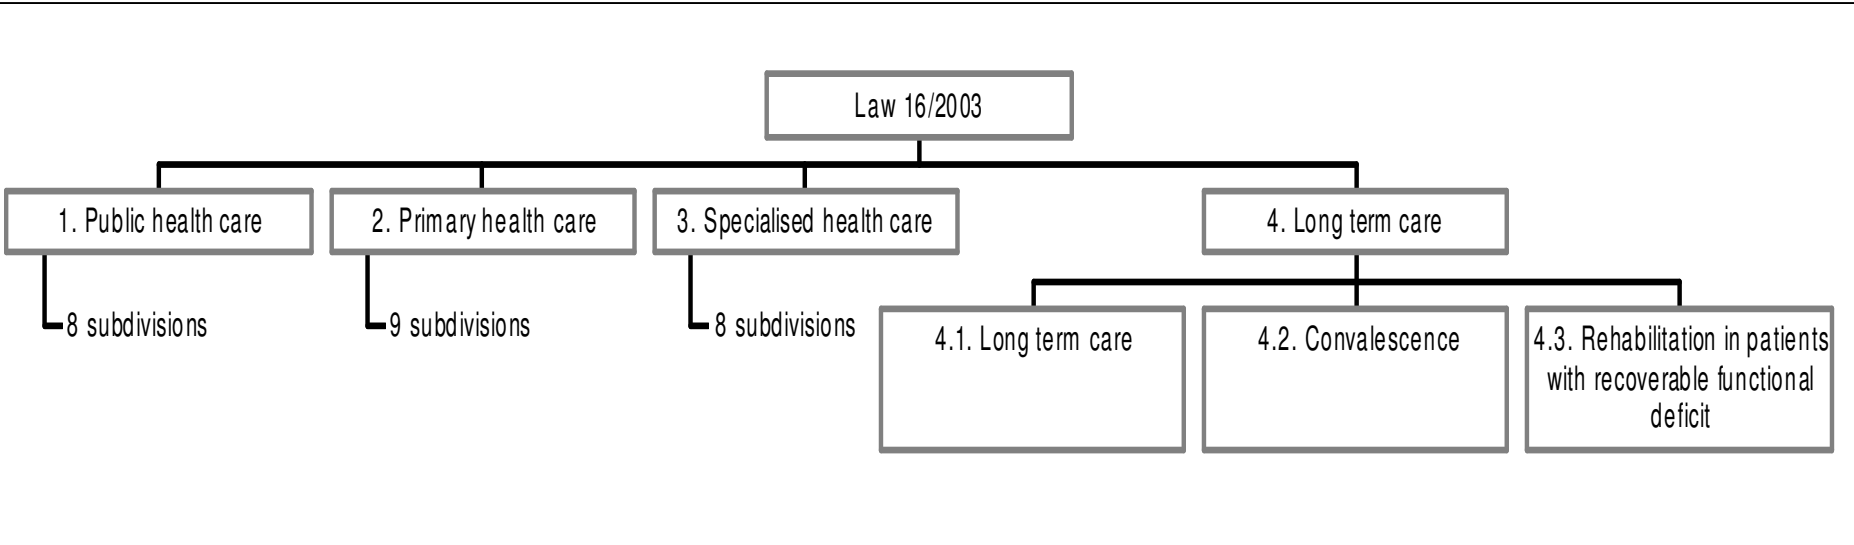 Law 16/2003
1. Public health care
2. Primary health care
3. Specialised health care
4. Long term care
8 subdivisions
9 subdivisions
8 subdivisions
4.1. Long term care
4.2. Convalescence
4.3. Rehabilitation in patients
with recoverable functional
deficit